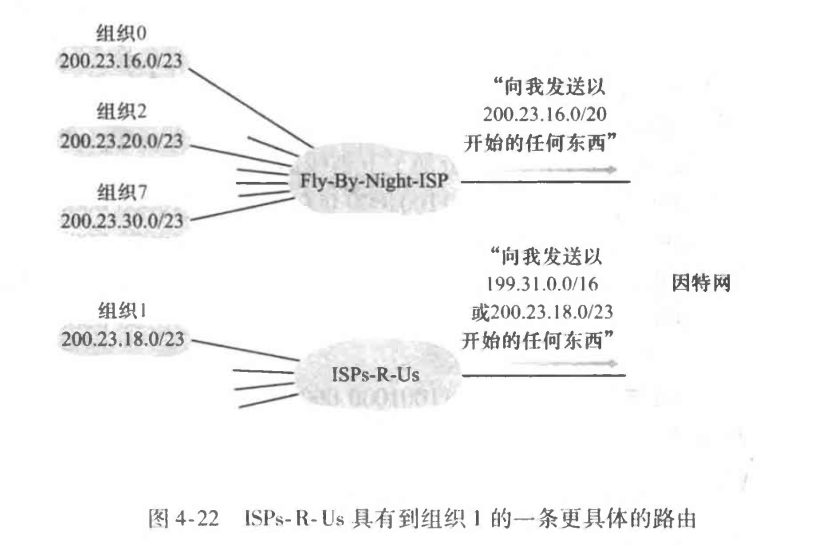 组织0
200.23.16.0/23
组织2
200.23.20.0/23
组织7
200.23.30.0/23
Fly-By-Night-ISP
“向我发送以
200.23.16.0/20
开始的任何东西”
组织1
200.23.18.0/23
ISPs-R-Us
“向我发送以
199.31.0.0/16
或200.23.18.0/23
开始的任何东西”
因特网
图 4-22 ISPs-R-Us 具有到组织 1 的一条更具体的路由